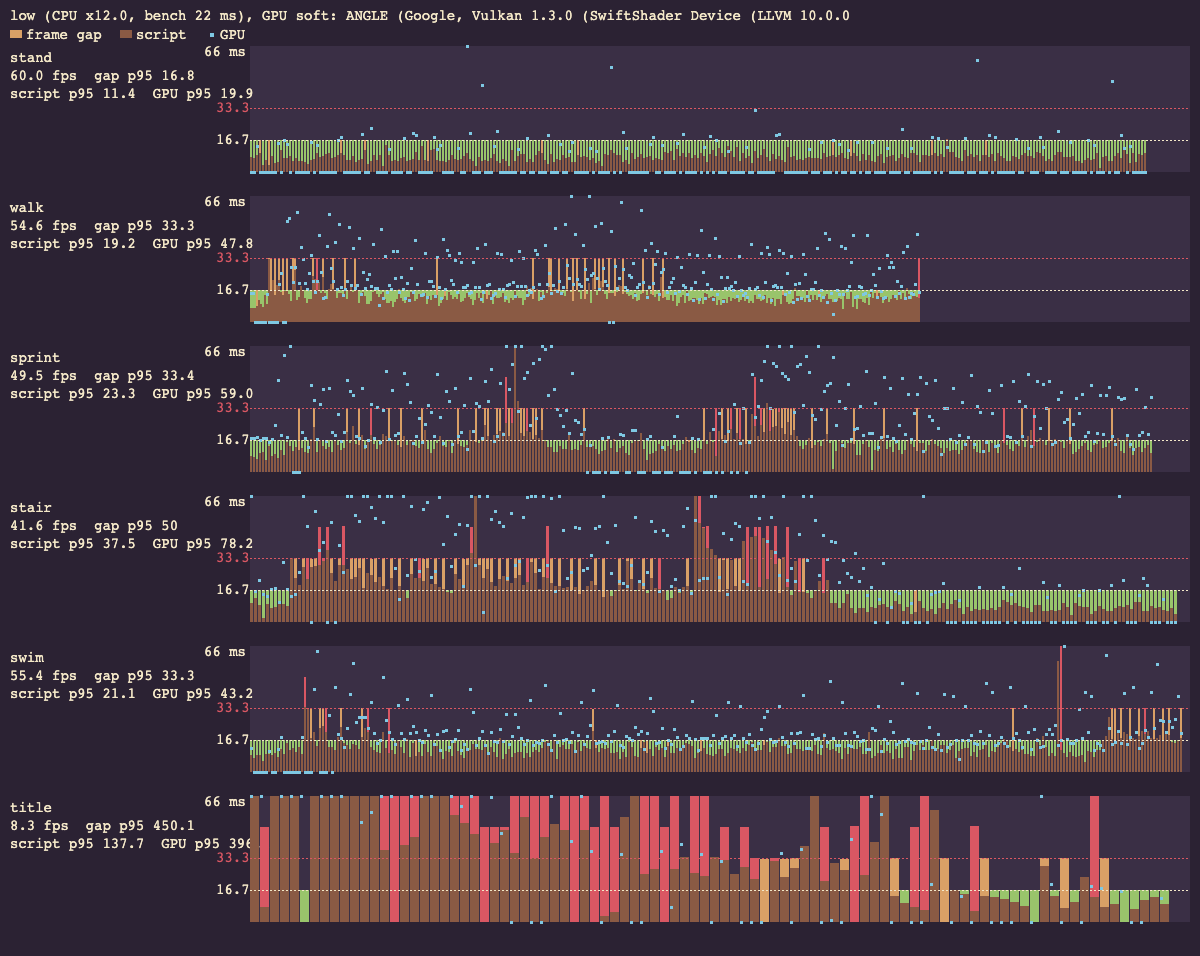 low (CPU x12.0, bench 22 ms), GPU soft: ANGLE (Google, Vulkan 1.3.0 (SwiftShader Device (LLVM 10.0.0
frame gap script GPU
66 ms
stand
60.0 fps gap p95 16.8
script p95 11.4 GPU p95 19.9
33.3
16.7
66 ms
walk
54.6 fps gap p95 33.3
script p95 19.2 GPU p95 47.8
33.3
16.7
66 ms
sprint
49.5 fps gap p95 33.4
script p95 23.3 GPU p95 59.0
33.3
16.7
66 ms
stair
41.6 fps gap p95 50
script p95 37.5 GPU p95 78.2
33.3
16.7
66 ms
swim
55.4 fps gap p95 33.3
script p95 21.1 GPU p95 43.2
33.3
16.7
66 ms
title
8.3 fps gap p95 450.1
script p95 137.7 GPU p95 396
33.3
16.7